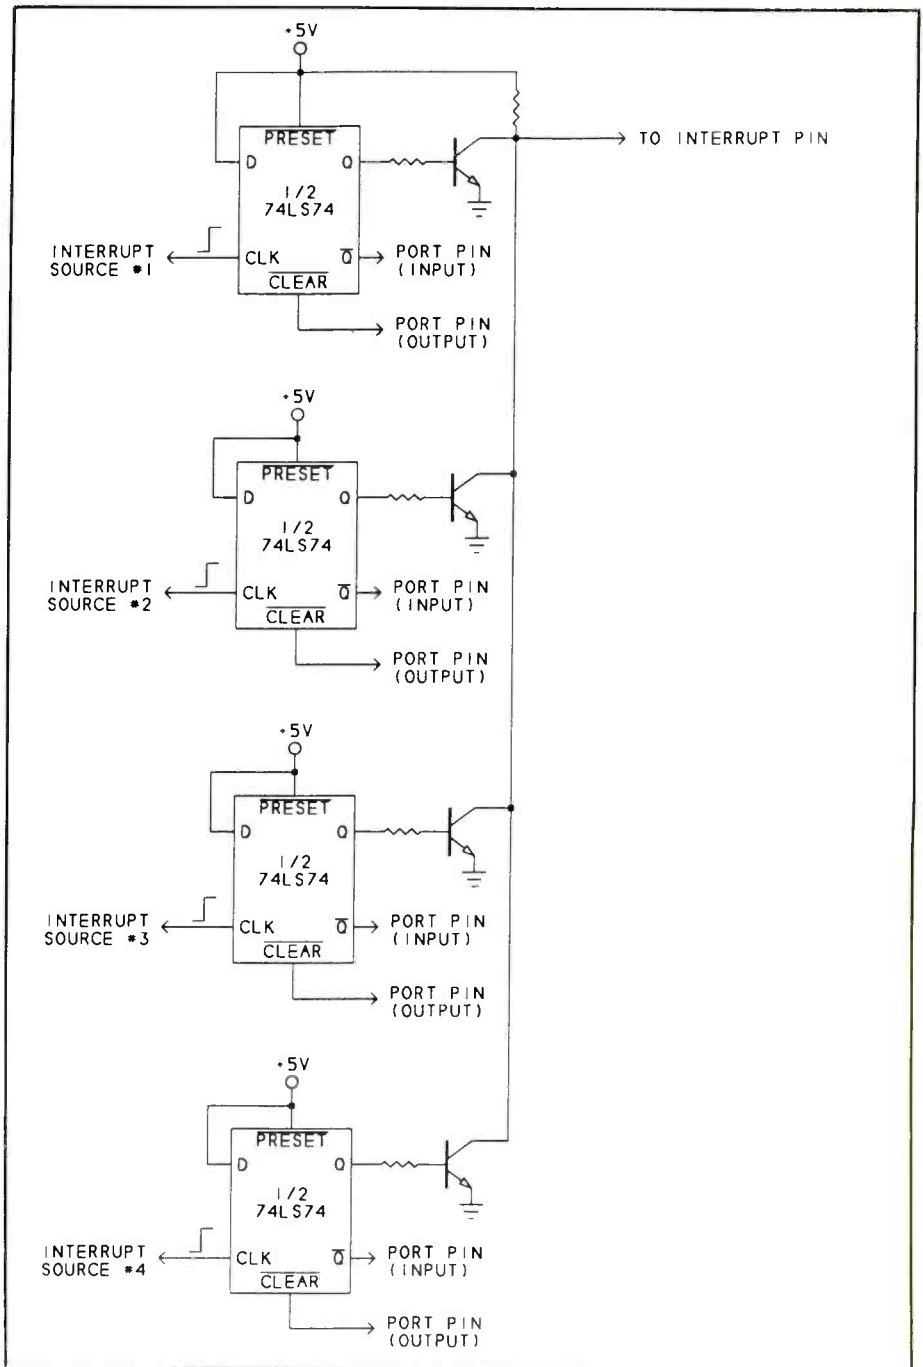 +5V
PRESET
D Q
1/2
74LS74
TO INTERRUPT PIN
INTERRUPT
SOURCE #1
CLK Q
CLEAR
PORT PIN
(INPUT)
PORT PIN
(OUTPUT)
+5V
PRESET
D Q
1/2
74LS74
INTERRUPT
SOURCE #2
CLK Q
CLEAR
PORT PIN
(INPUT)
PORT PIN
(OUTPUT)
+5V
PRESET
D Q
1/2
74LS74
INTERRUPT
SOURCE #3
CLK Q
CLEAR
PORT PIN
(INPUT)
PORT PIN
(OUTPUT)
+5V
PRESET
D Q
1/2
74LS74
INTERRUPT
SOURCE #4
CLK Q
CLEAR
PORT PIN
(INPUT)
PORT PIN
(OUTPUT)